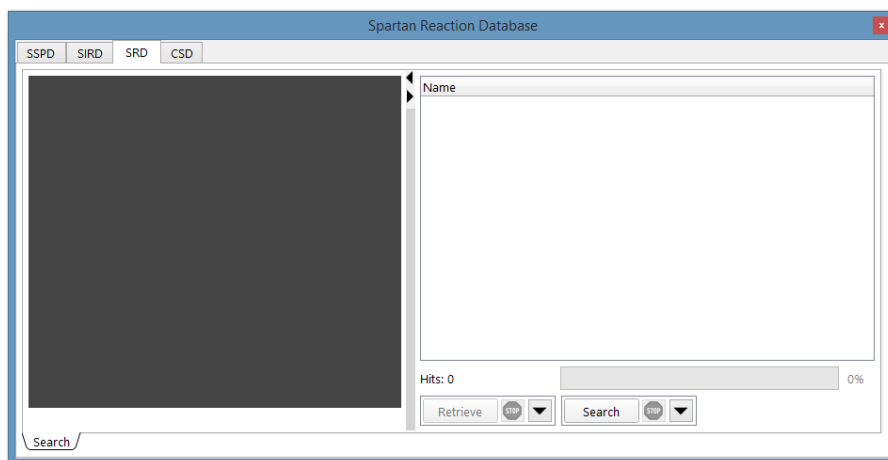 Spartan Reaction Database
x
SSPD SIRD SRD CSD
Name
Hits: 0 0%
Retrieve STOP Search STOP
Search